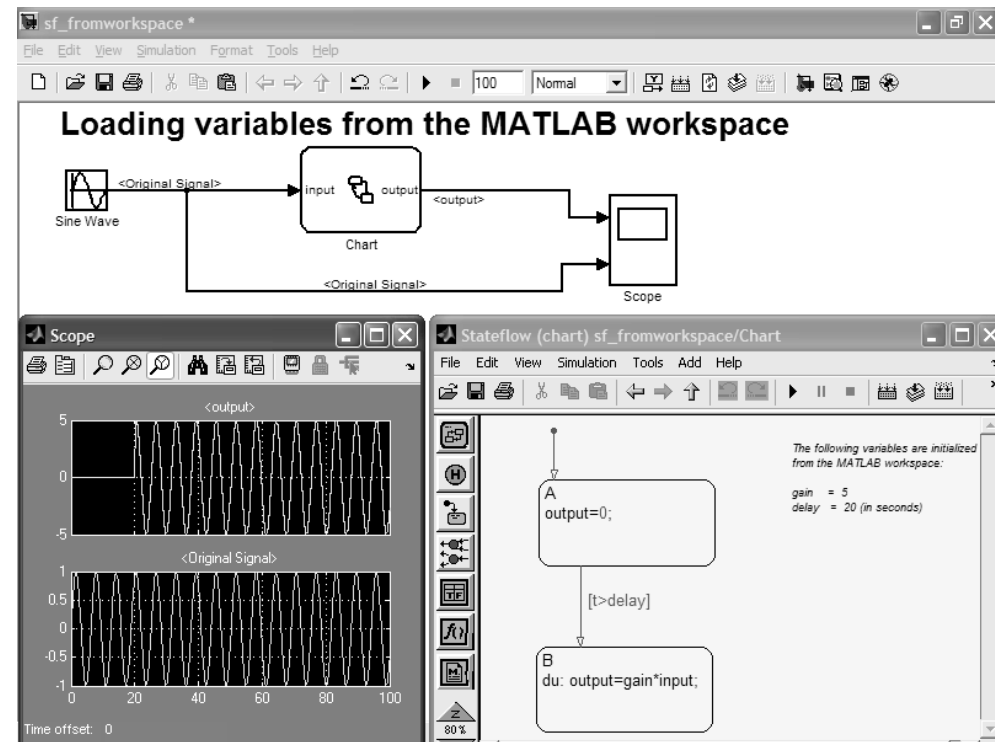 sf_fromworkspace *
File Edit View Simulation Format Tools Help
100 Normal
Loading variables from the MATLAB workspace
<Original Signal>
input output
<output>
Sine Wave
Chart
<Original Signal>
Scope
Scope
<output>
5
0
-5
<Original Signal>
1
0.5
0
-0.5
-1
0 20 40 60 80 100
Time offset: 0
Stateflow (chart) sf_fromworkspace/Chart
File Edit View Simulation Tools Add Help
H
TF
f()
M
Z
80 %
The following variables are initialized
from the MATLAB workspace:
gain = 5
delay = 20 (in seconds)
A
output=0;
[t>delay]
B
du: output=gain*input;